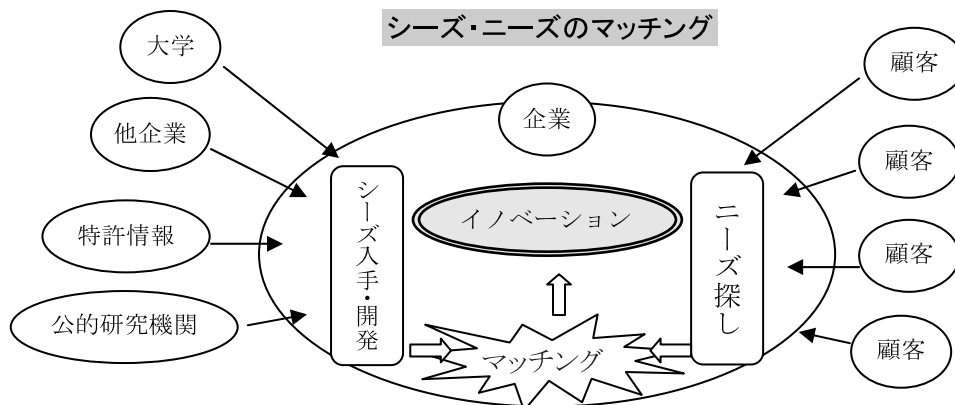 シーズ・ニーズのマッチング
大学
他企業
特許情報
公的研究機関
企業
シーズ入手・開発
イノベーション
マッチング
ニーズ探し
顧客
顧客
顧客
顧客